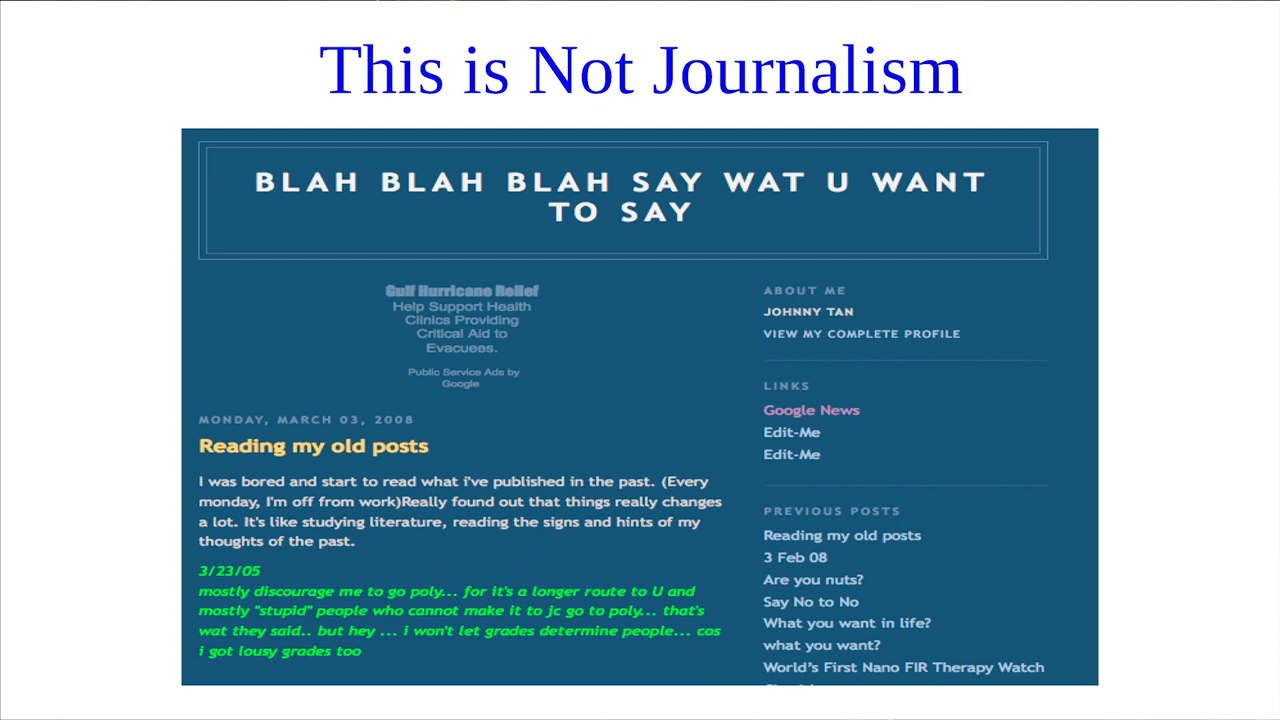 This is Not Journalism
BLAH BLAH BLAH SAY WAT U WANT
TO SAY
Gulf Hurricane Relief
Help Support Health
Clinics Providing
Critical Aid to
Evacuees.
Public Service Ads by
Google
MONDAY, MARCH 03, 2008
Reading my old posts
I was bored and start to read what i've published in the past. (Every
monday, I'm off from work)Really found out that things really changes
a lot. It's like studying literature, reading the signs and hints of my
thoughts of the past.
3/23/05
mostly discourage me to go poly... for it's a longer route to U and
mostly "stupid" people who cannot make it to jc go to poly... that's
wat they said.. but hey ... i won't let grades determine people... cos
i got lousy grades too
ABOUT ME
JOHNNY TAN
VIEW MY COMPLETE PROFILE
LINKS
Google News
Edit-Me
Edit-Me
PREVIOUS POSTS
Reading my old posts
3 Feb 08
Are you nuts?
Say No to No
What you want in life?
what you want?
World's First Nano FIR Therapy Watch